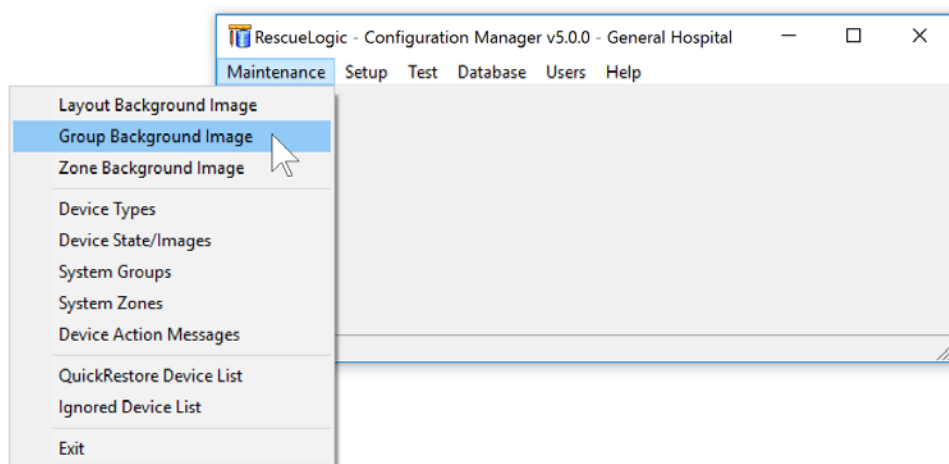 RescueLogic - Configuration Manager v5.0.0 - General Hospital
Maintenance Setup Test Database Users Help
Layout Background Image
Group Background Image
Zone Background Image
Device Types
Device State/Images
System Groups
System Zones
Device Action Messages
QuickRestore Device List
Ignored Device List
Exit